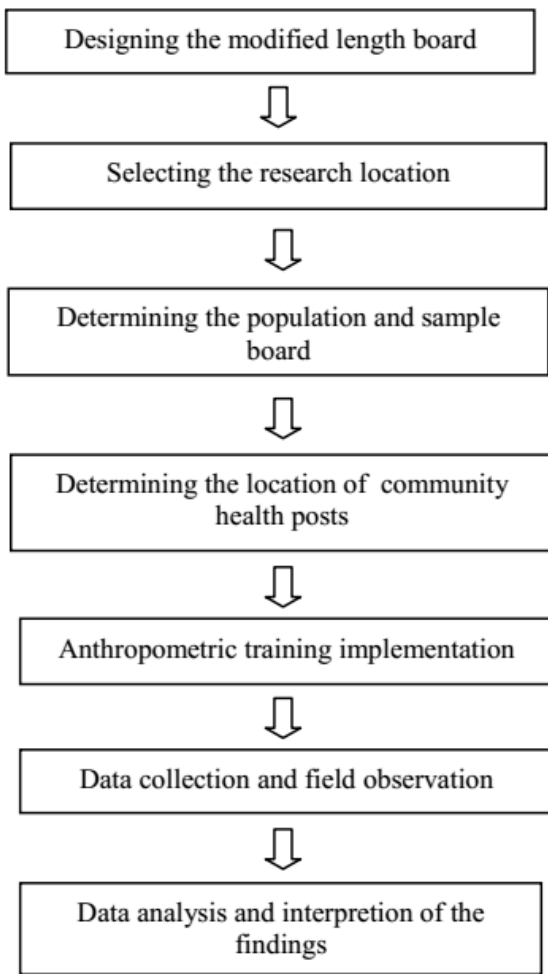 Designing the modified length board
Selecting the research location
Determining the population and sample
board
Determining the location of community
health posts
Anthropometric training implementation
Data collection and field observation
Data analysis and interpretion of the
findings